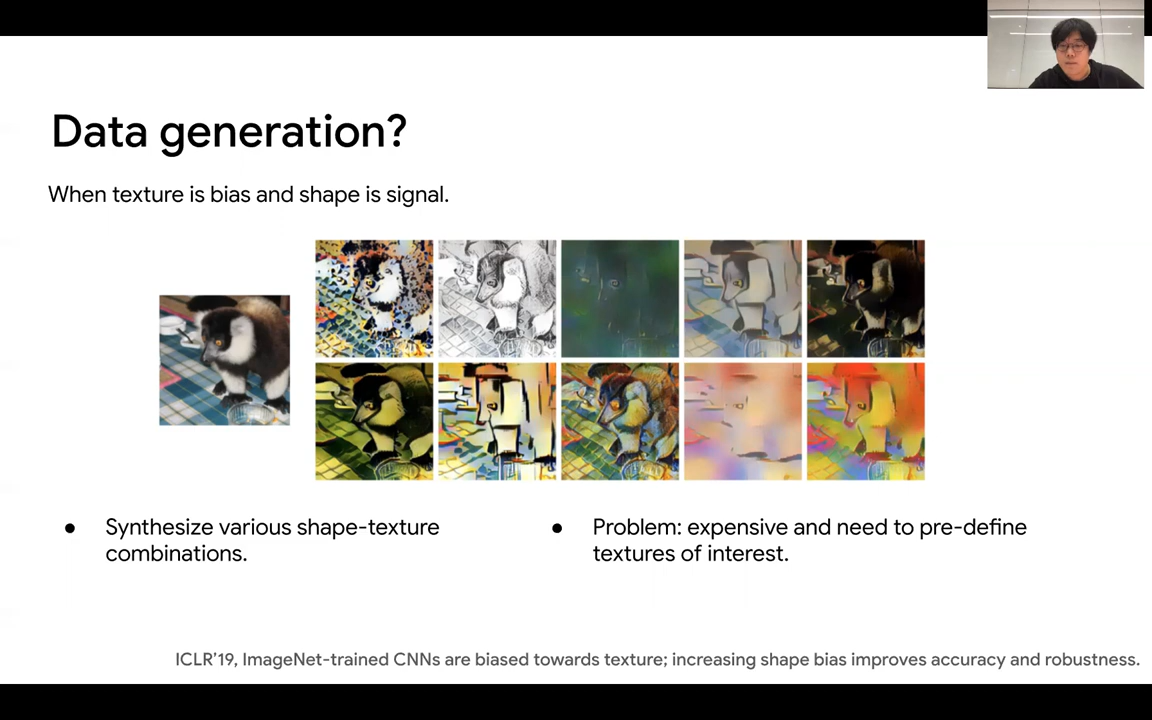 Data generation?
When texture is bias and shape is signal.
● Synthesize various shape-texture
combinations.
● Problem: expensive and need to pre-define
textures of interest.
ICLR'19, ImageNet-trained CNNs are biased towards texture; increasing shape bias improves accuracy and robustness.